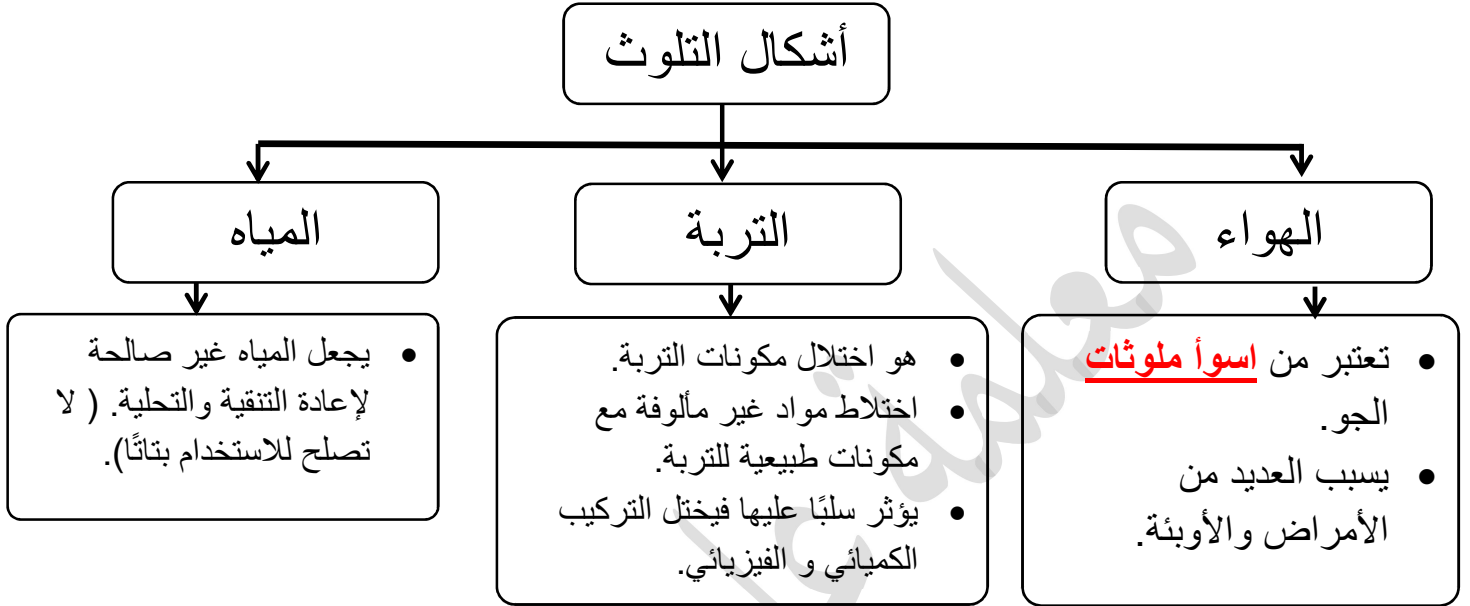 أشكال التلوث
الهواء
تعتبر من اسوأ ملوثات
الجو.
يسبب العديد من
الأمراض والأوبئة.
التربة
هو اختلال مكونات التربة.
اختلاط مواد غير مألوفة مع
مكونات طبيعية للتربة.
يؤثر سلبًا عليها فيختل التركيب
الكميائي و الفيزيائي.
المياه
يجعل المياه غير صالحة
لإعادة التنقية والتحلية. ( لا
تصلح للاستخدام بتاتًا).
معلمة